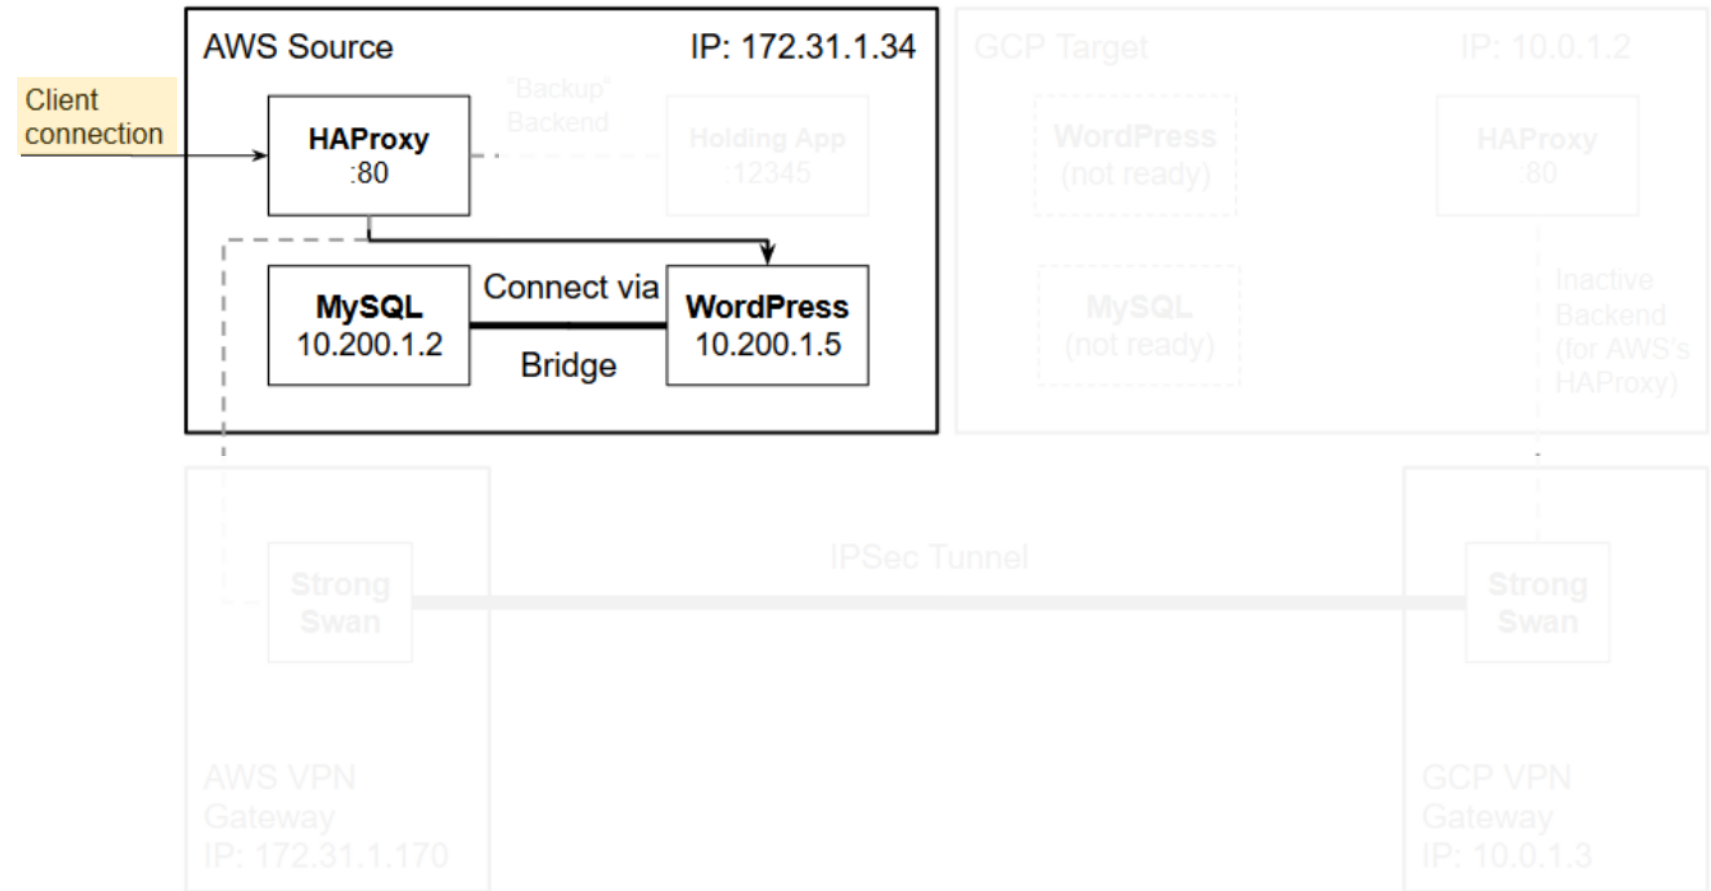 AWS Source
IP: 172.31.1.34
GCP Target
IP: 10.0.1.2
Client
connection
HAProxy
:80
"Backup"
Backend
Holding App
:12345
WordPress
(not ready)
HAProxy
:80
MySQL
10.200.1.2
Connect via
Bridge
WordPress
10.200.1.5
MySQL
(not ready)
Inactive
Backend
(for AWS's
HAProxy)
Strong
Swan
IPSec Tunnel
Strong
Swan
AWS VPN
Gateway
IP: 172.31.1.170
GCP VPN
Gateway
IP: 10.0.1.3